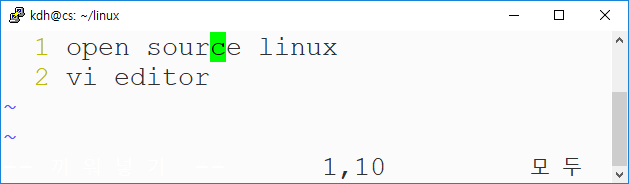 kdh@cs: ~/linux
1 open source linux
2 vi editor
~
~
1,10 모두